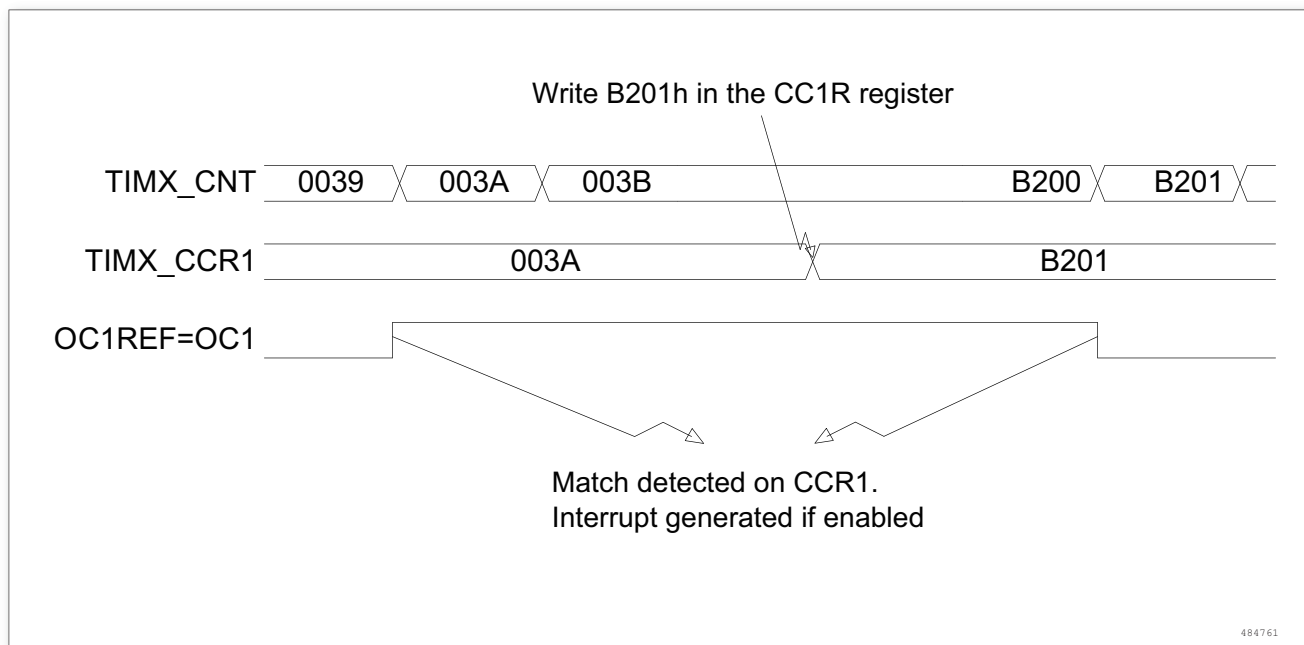 Write B201h in the CC1R register
TIMX_CNT 0039 003A 003B B200 B201
TIMX_CCR1 003A B201
OC1REF=OC1
Match detected on CCR1.
Interrupt generated if enabled
484761